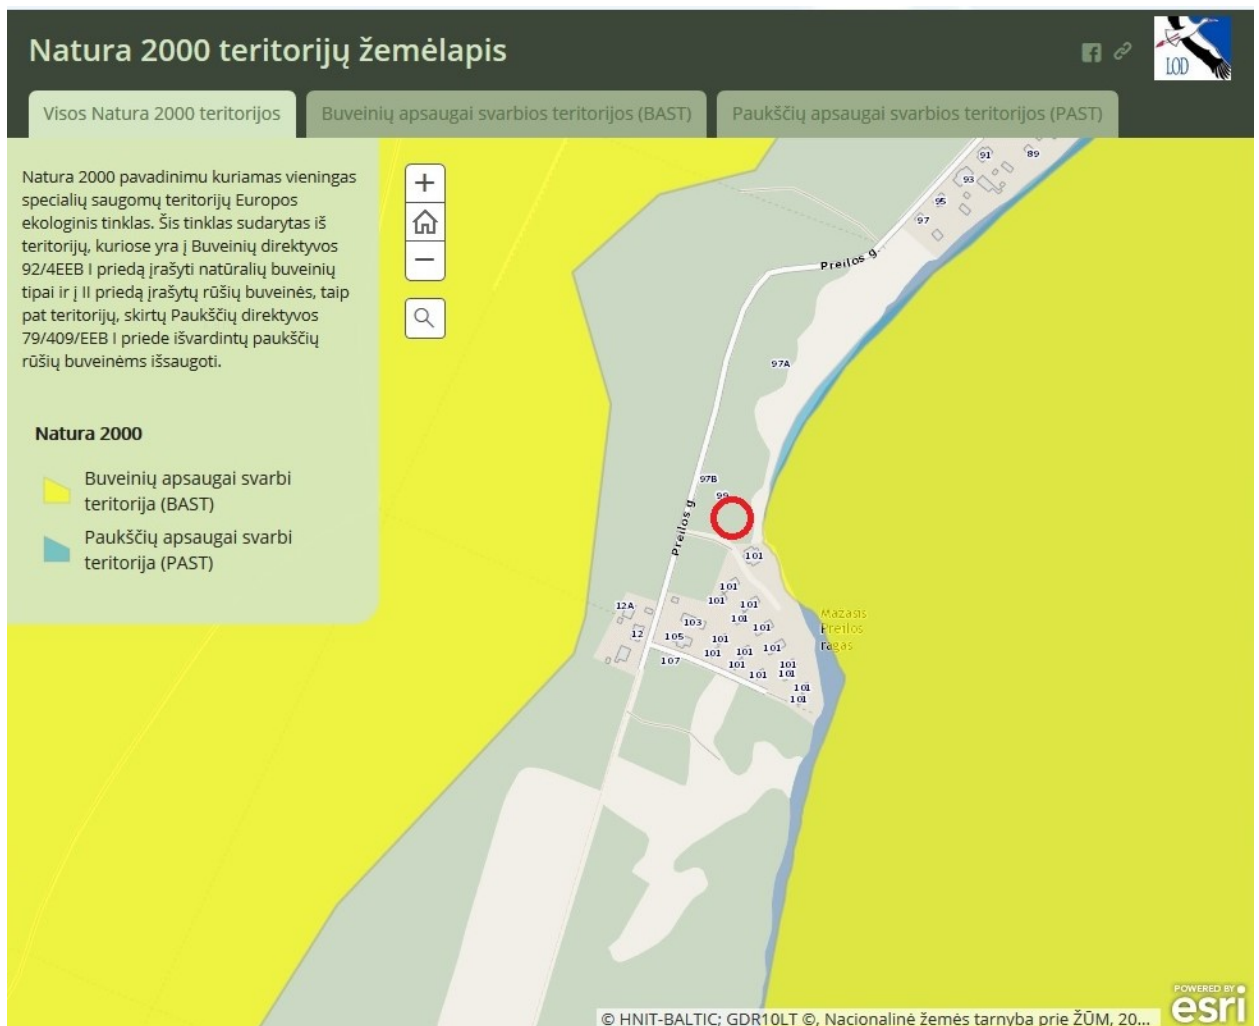 Natura 2000 teritorijų žemėlapis
LOD
Visos Natura 2000 teritorijos
Buveinių apsaugai svarbios teritorijos (BAST)
Paukščių apsaugai svarbios teritorijos (PAST)
Natura 2000 pavadinimu kuriamas vieningas
specialių saugomų teritorijų Europos
ekologinis tinklas. Šis tinklas sudarytas iš
teritorijų, kuriose yra į Buveinių direktyvos
92/4EEB I priedą įrašyti natūralių buveinių
tipai ir į II priedą įrašytų rūšių buveinės, taip
pat teritorijų, skirtų Paukščių direktyvos
79/409/EEB I priede išvardintų paukščių
rūšių buveinėms išsaugoti.
Natura 2000
Buveinių apsaugai svarbi
teritorija (BAST)
Paukščių apsaugai svarbi
teritorija (PAST)
+
−
91
89
93
95
97
Preilos g.
97A
97B
99
Preilos g.
101
101
101
101
12A
101
103
101
12
105
101
101
101
101
107
101
101
101
101
101
101
Mazasis
Preilos
ragas
POWERED BY
esri
© HNIT-BALTIC; GDR10LT ©, Nacionalinė žemės tarnyba prie ŽŪM, 20...